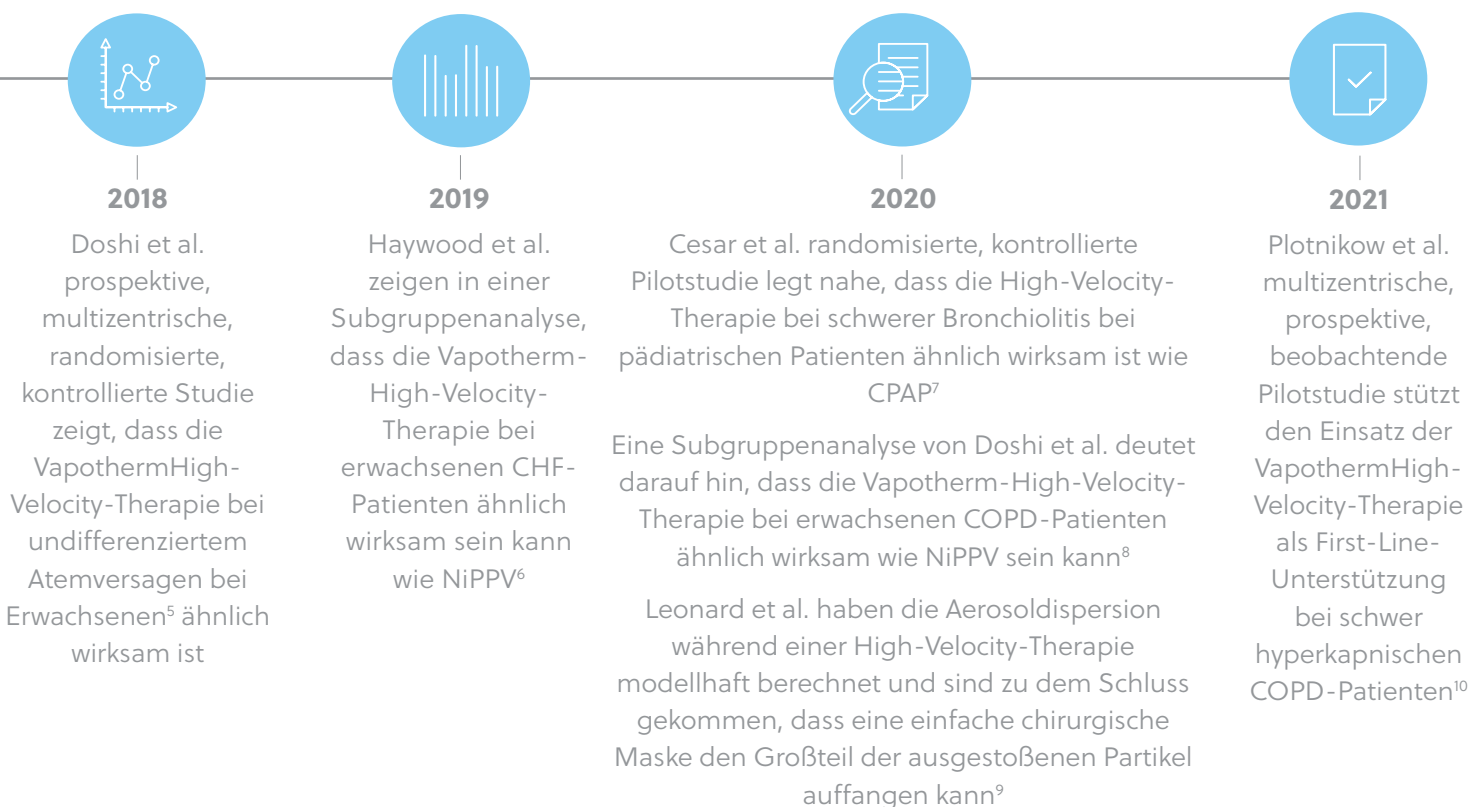 2018
Doshi et al.
prospektive,
multizentrische,
randomisierte,
kontrollierte Studie
zeigt, dass die
VapothermHigh-
Velocity-Therapie bei
undifferenziertem
Atemversagen bei
Erwachsenen⁵ ähnlich
wirksam ist
2019
Haywood et al.
zeigen in einer
Subgruppenanalyse,
dass die Vapotherm-
High-Velocity-
Therapie bei
erwachsenen CHF-
Patienten ähnlich
wirksam sein kann
wie NiPPV⁶
2020
Cesar et al. randomisierte, kontrollierte
Pilotstudie legt nahe, dass die High-Velocity-
Therapie bei schwerer Bronchiolitis bei
pädiatrischen Patienten ähnlich wirksam ist wie
CPAP⁷
Eine Subgruppenanalyse von Doshi et al. deutet
darauf hin, dass die Vapotherm-High-Velocity-
Therapie bei erwachsenen COPD-Patienten
ähnlich wirksam wie NiPPV sein kann⁸
Leonard et al. haben die Aerosoldispersion
während einer High-Velocity-Therapie
modellhaft berechnet und sind zu dem Schluss
gekommen, dass eine einfache chirurgische
Maske den Großteil der ausgestoßenen Partikel
auffangen kann⁹
2021
Plotnikow et al.
multizentrische,
prospektive,
beobachtende
Pilotstudie stützt
den Einsatz der
VapothermHigh-
Velocity-Therapie
als First-Line-
Unterstützung
bei schwer
hyperkapnischen
COPD-Patienten¹⁰